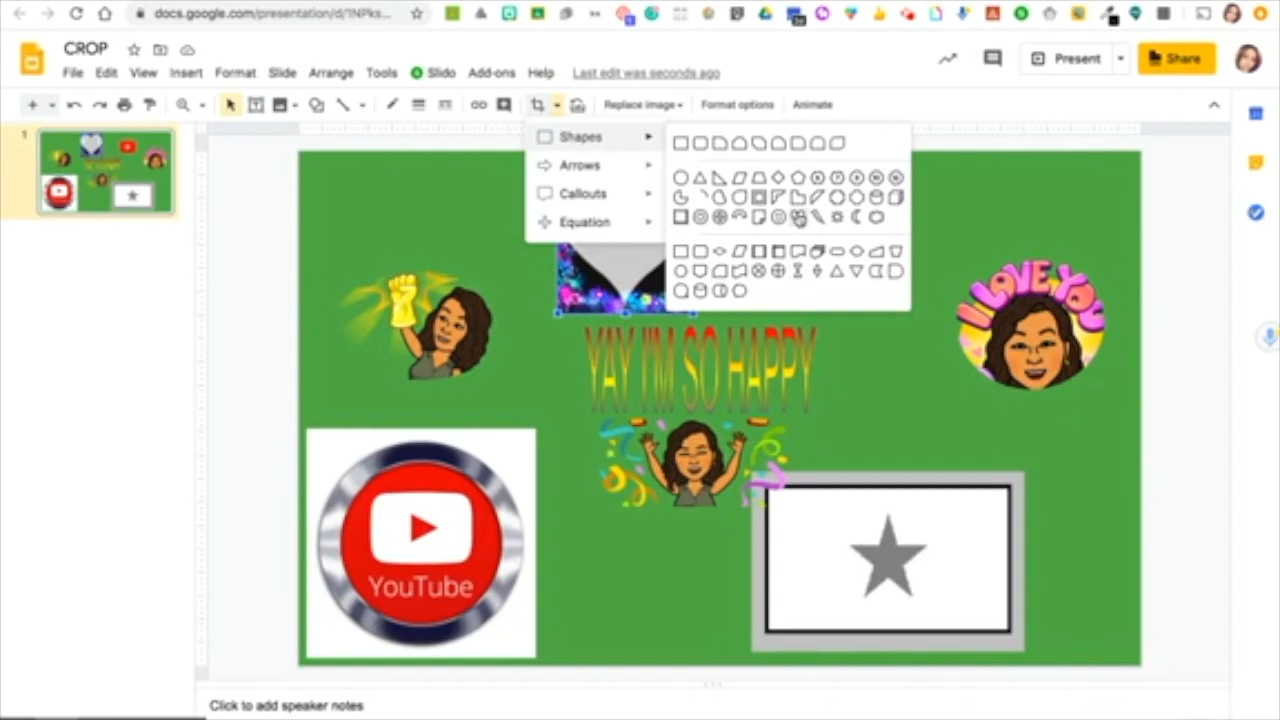 docs.google.com/presentation/d/1NPks...
CROP
File Edit View Insert Format Slide Arrange Tools Slido Add-ons Help Last edit was seconds ago
Present
Share
Replace image
Format options
Animate
1
Shapes
Arrows
Callouts
Equation
I LOVE YOU
YAY I'M SO HAPPY
YouTube
Click to add speaker notes